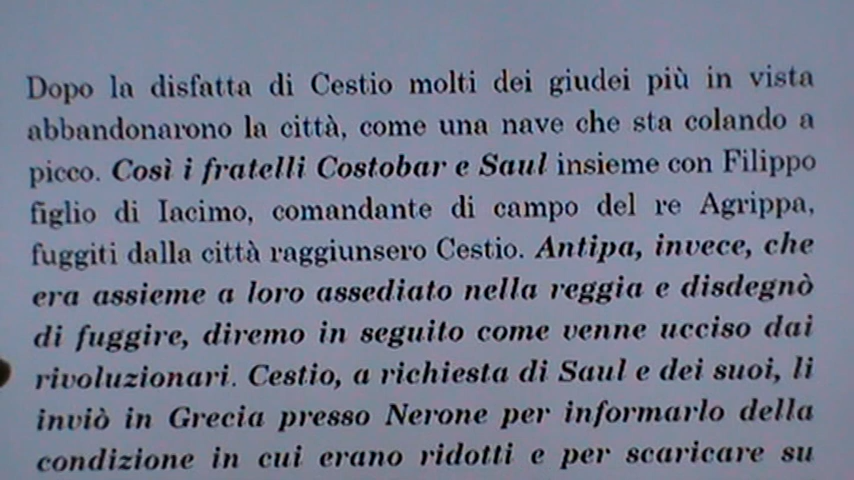 Dopo la disfatta di Cestio molti dei giudei più in vista
abbandonarono la città, come una nave che sta colando a
picco. Così i fratelli Costobar e Saul insieme con Filippo
figlio di Iacimo, comandante di campo del re Agrippa,
fuggiti dalla città raggiunsero Cestio. Antipa, invece, che
era assieme a loro assediato nella reggia e disdegnò
di fuggire, diremo in seguito come venne ucciso dai
rivoluzionari. Cestio, a richiesta di Saul e dei suoi, li
inviò in Grecia presso Nerone per informarlo della
condizione in cui erano ridotti e per scaricare su